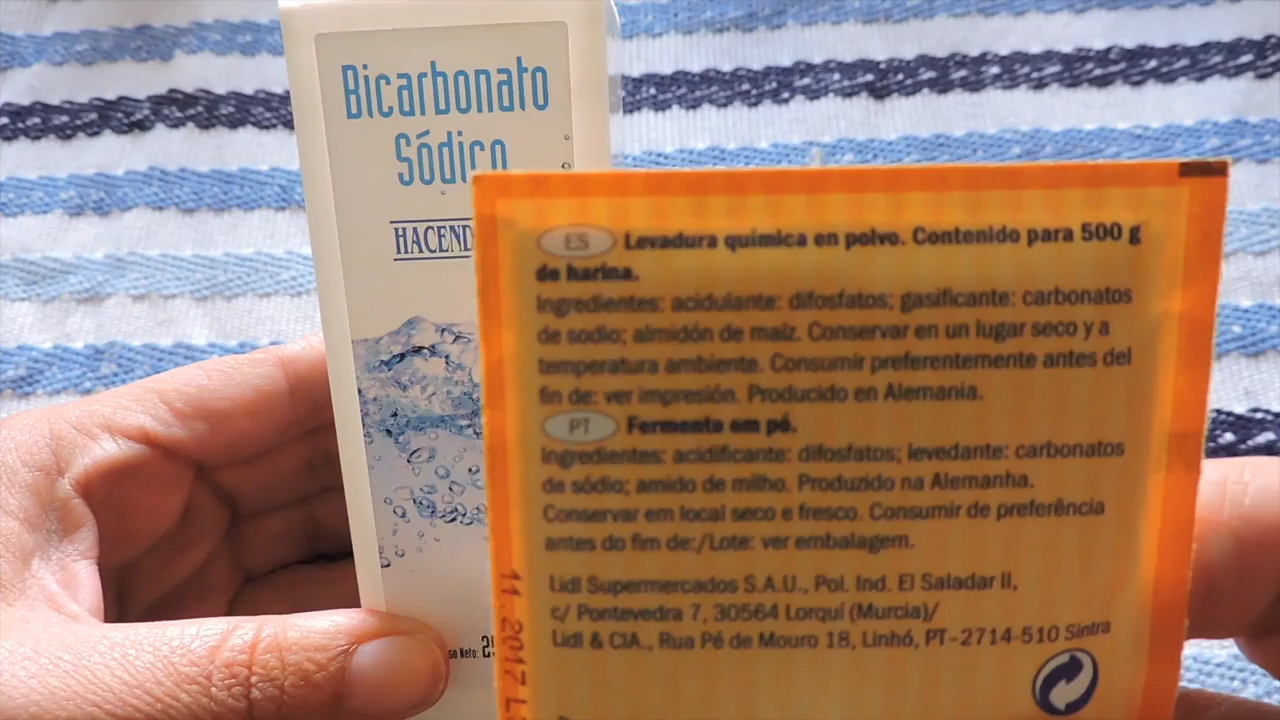 Bicarbonato
Sódico
HACEND
so Neto: 2
ES Levadura química en polvo. Contenido para 500 g
de harina.
Ingredientes: acidulante: difosfatos; gasificante: carbonatos
de sodio; almidón de maíz. Conservar en un lugar seco y a
temperatura ambiente. Consumir preferentemente antes del
fin de: ver impresión. Producido en Alemania.
PT Fermento em pó.
Ingredientes: acidificante: difosfatos; levedante: carbonatos
de sódio; amido de milho. Produzido na Alemanha.
Conservar em local seco e fresco. Consumir de preferência
antes do fim de:/Lote: ver embalagem.
Lidl Supermercados S.A.U., Pol. Ind. El Saladar II,
c/ Pontevedra 7, 30564 Lorquí (Murcia)/
Lidl & CIA., Rua Pé de Mouro 18, Linhó, PT-2714-510 Sintra
11.2017 L